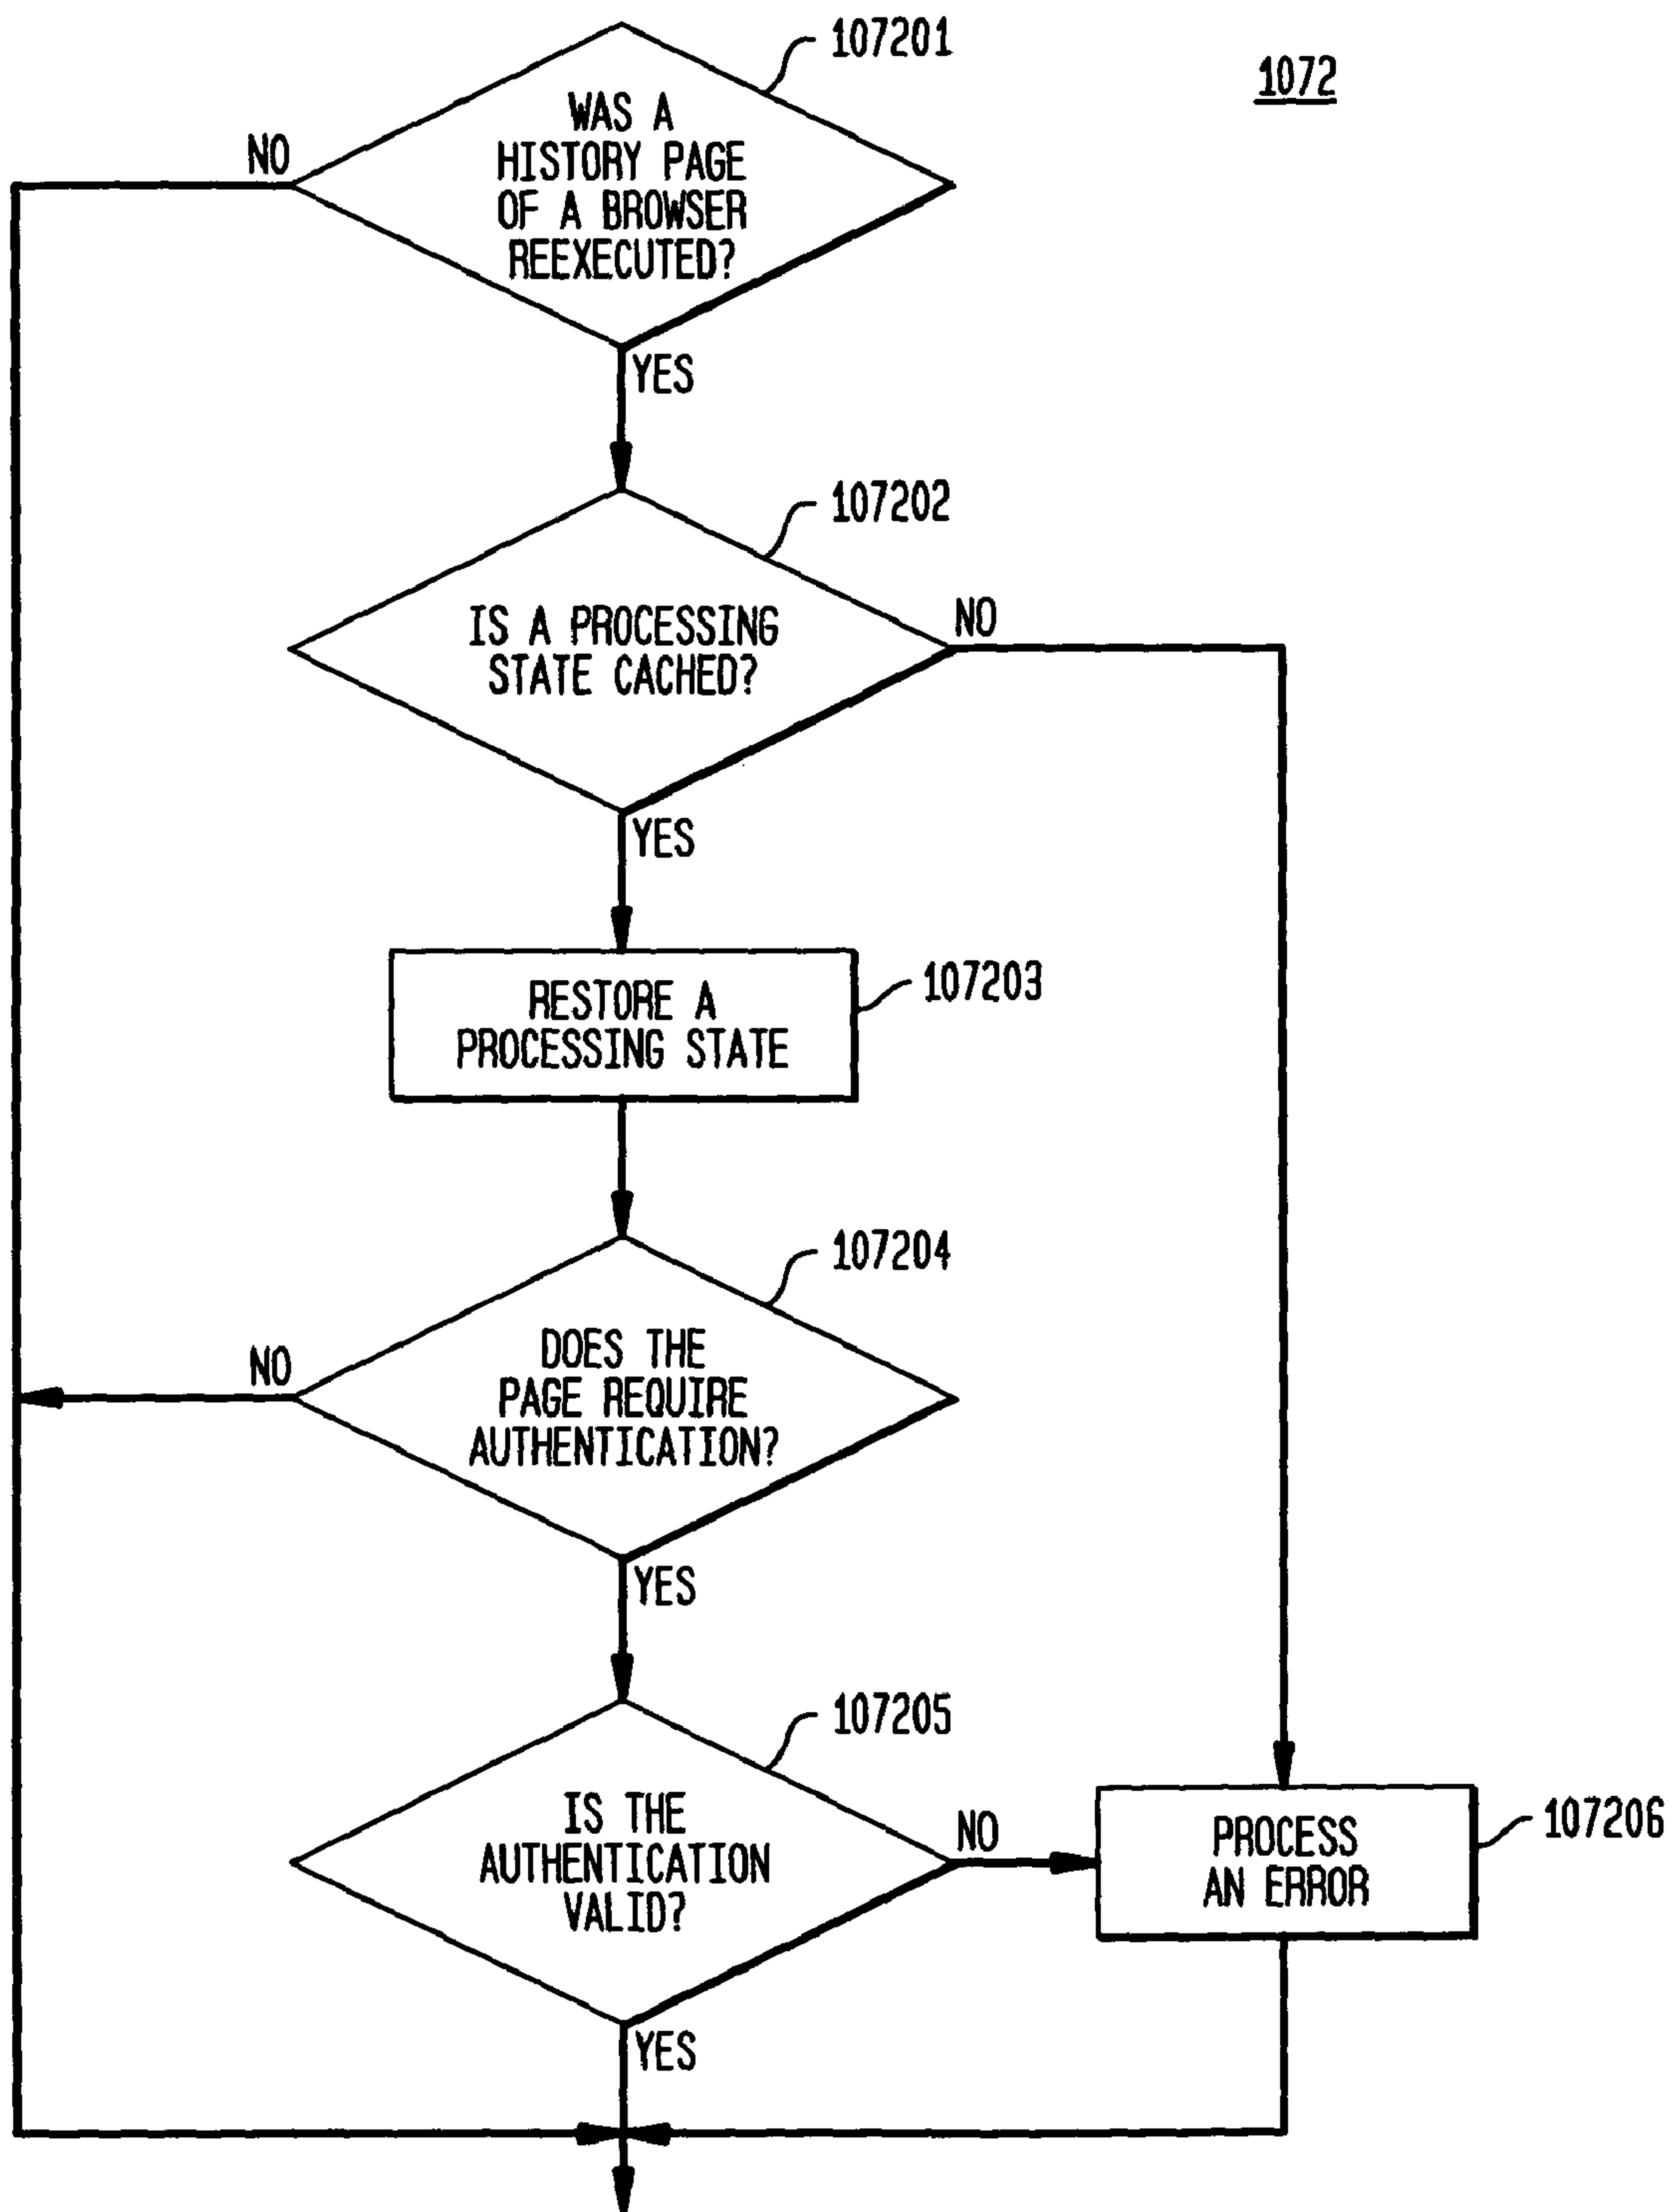 107201
1072
WAS A
HISTORY PAGE
OF A BROWSER
REEXECUTED?
NO
YES
107202
IS A PROCESSING
STATE CACHED?
NO
YES
107203
RESTORE A
PROCESSING STATE
107204
DOES THE
PAGE REQUIRE
AUTHENTICATION?
NO
YES
107205
IS THE
AUTHENTICATION
VALID?
NO
YES
107206
PROCESS
AN ERROR